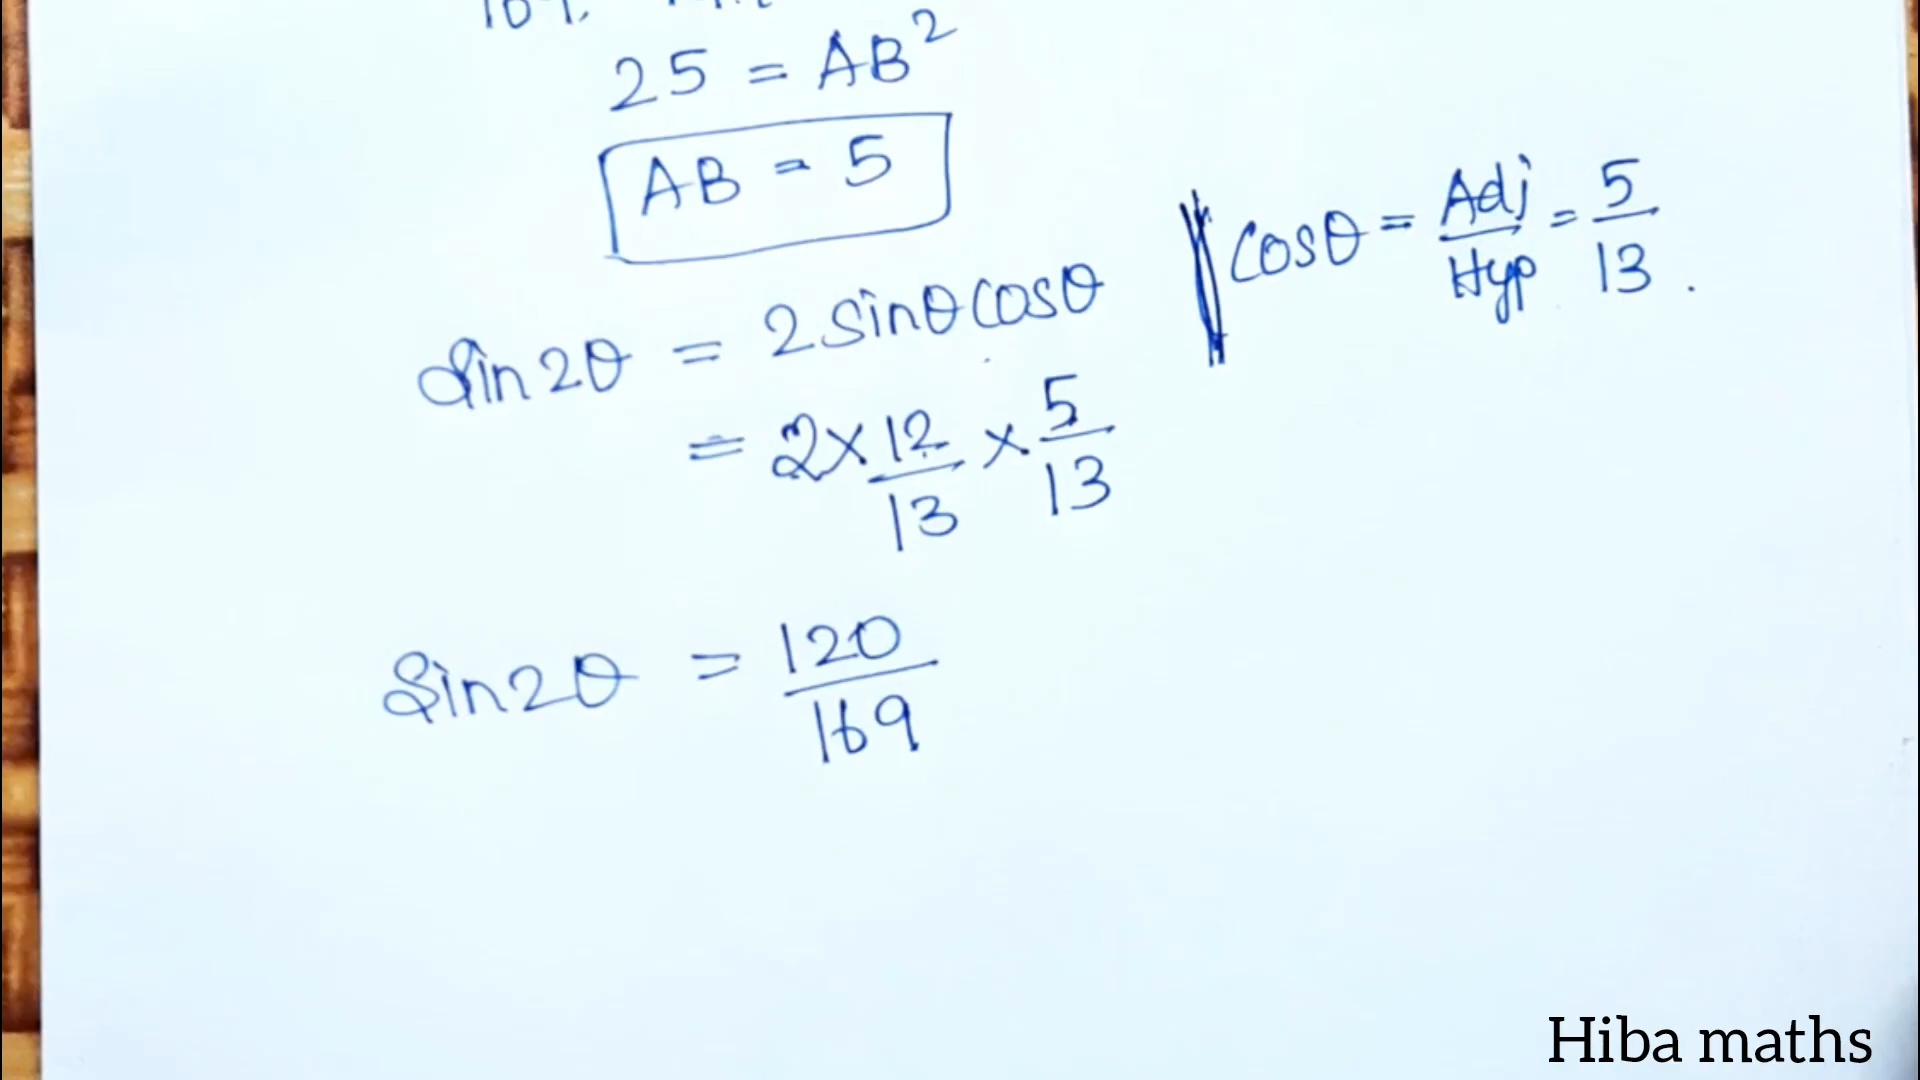 25 = AB²
AB = 5
cosθ = Adj/Hyp = 5/13.
Sin2θ = 2sinθcosθ
= 2×12/13 × 5/13
Sin2θ = 120/169
Hiba maths